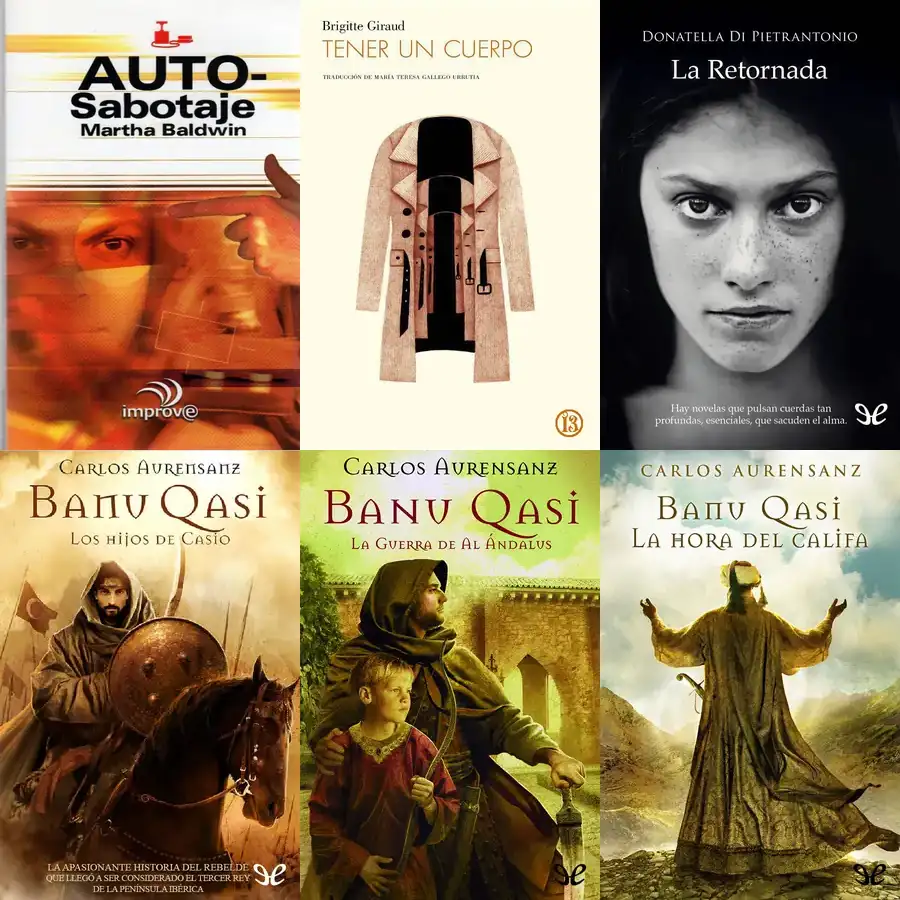 AUTO-
Sabotaje
Martha Baldwin
improve
Brigitte Giraud
TENER UN CUERPO
TRADUCCIÓN DE MARÍA TERESA GALLEGO URRUTIA
13
DONATELLA DI PIETRANTONIO
La Retornada
Hay novelas que pulsan cuerdas tan
profundas, esenciales, que sacuden el alma.
CARLOS AURENSANZ
BANU QASI
LOS HIJOS DE CASIO
LA APASIONANTE HISTORIA DEL REBELDE
QUE LLEGÓ A SER CONSIDERADO EL TERCER REY
DE LA PENÍNSULA IBÉRICA
CARLOS AURENSANZ
BANU QASI
LA GUERRA DE AL ÁNDALUS
CARLOS AURENSANZ
BANU QASI
LA HORA DEL CALIFA